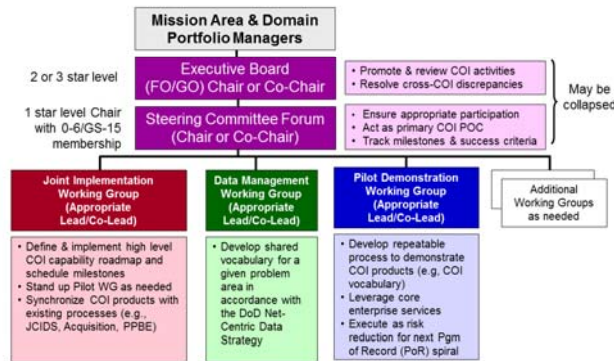 Mission Area & Domain
Portfolio Managers
2 or 3 star level
Executive Board
(FO/GO) Chair or Co-Chair
• Promote & review COI activities
• Resolve cross-COI discrepancies
May be
collapsed
1 star level Chair
with 0-6/GS-15
membership
Steering Committee Forum
(Chair or Co-Chair)
• Ensure appropriate participation
• Act as primary COI POC
• Track milestones & success criteria
Joint Implementation
Working Group
(Appropriate
Lead/Co-Lead)
• Define & implement high level
COI capability roadmap and
schedule milestones
• Stand up Pilot WG as needed
• Synchronize COI products with
existing processes (e.g.,
JCIDS, Acquisition, PPBE)
Data Management
Working Group
(Appropriate
Lead/Co-Lead)
• Develop shared
vocabulary for a
given problem
area in
accordance with
the DoD Net-
Centric Data
Strategy
Pilot Demonstration
Working Group
(Appropriate
Lead/Co-Lead)
• Develop repeatable
process to demonstrate
COI products (e.g, COI
vocabulary)
• Leverage core
enterprise services
• Execute as risk
reduction for next Pgm
of Record (PoR) spiral
Additional
Working Groups
as needed